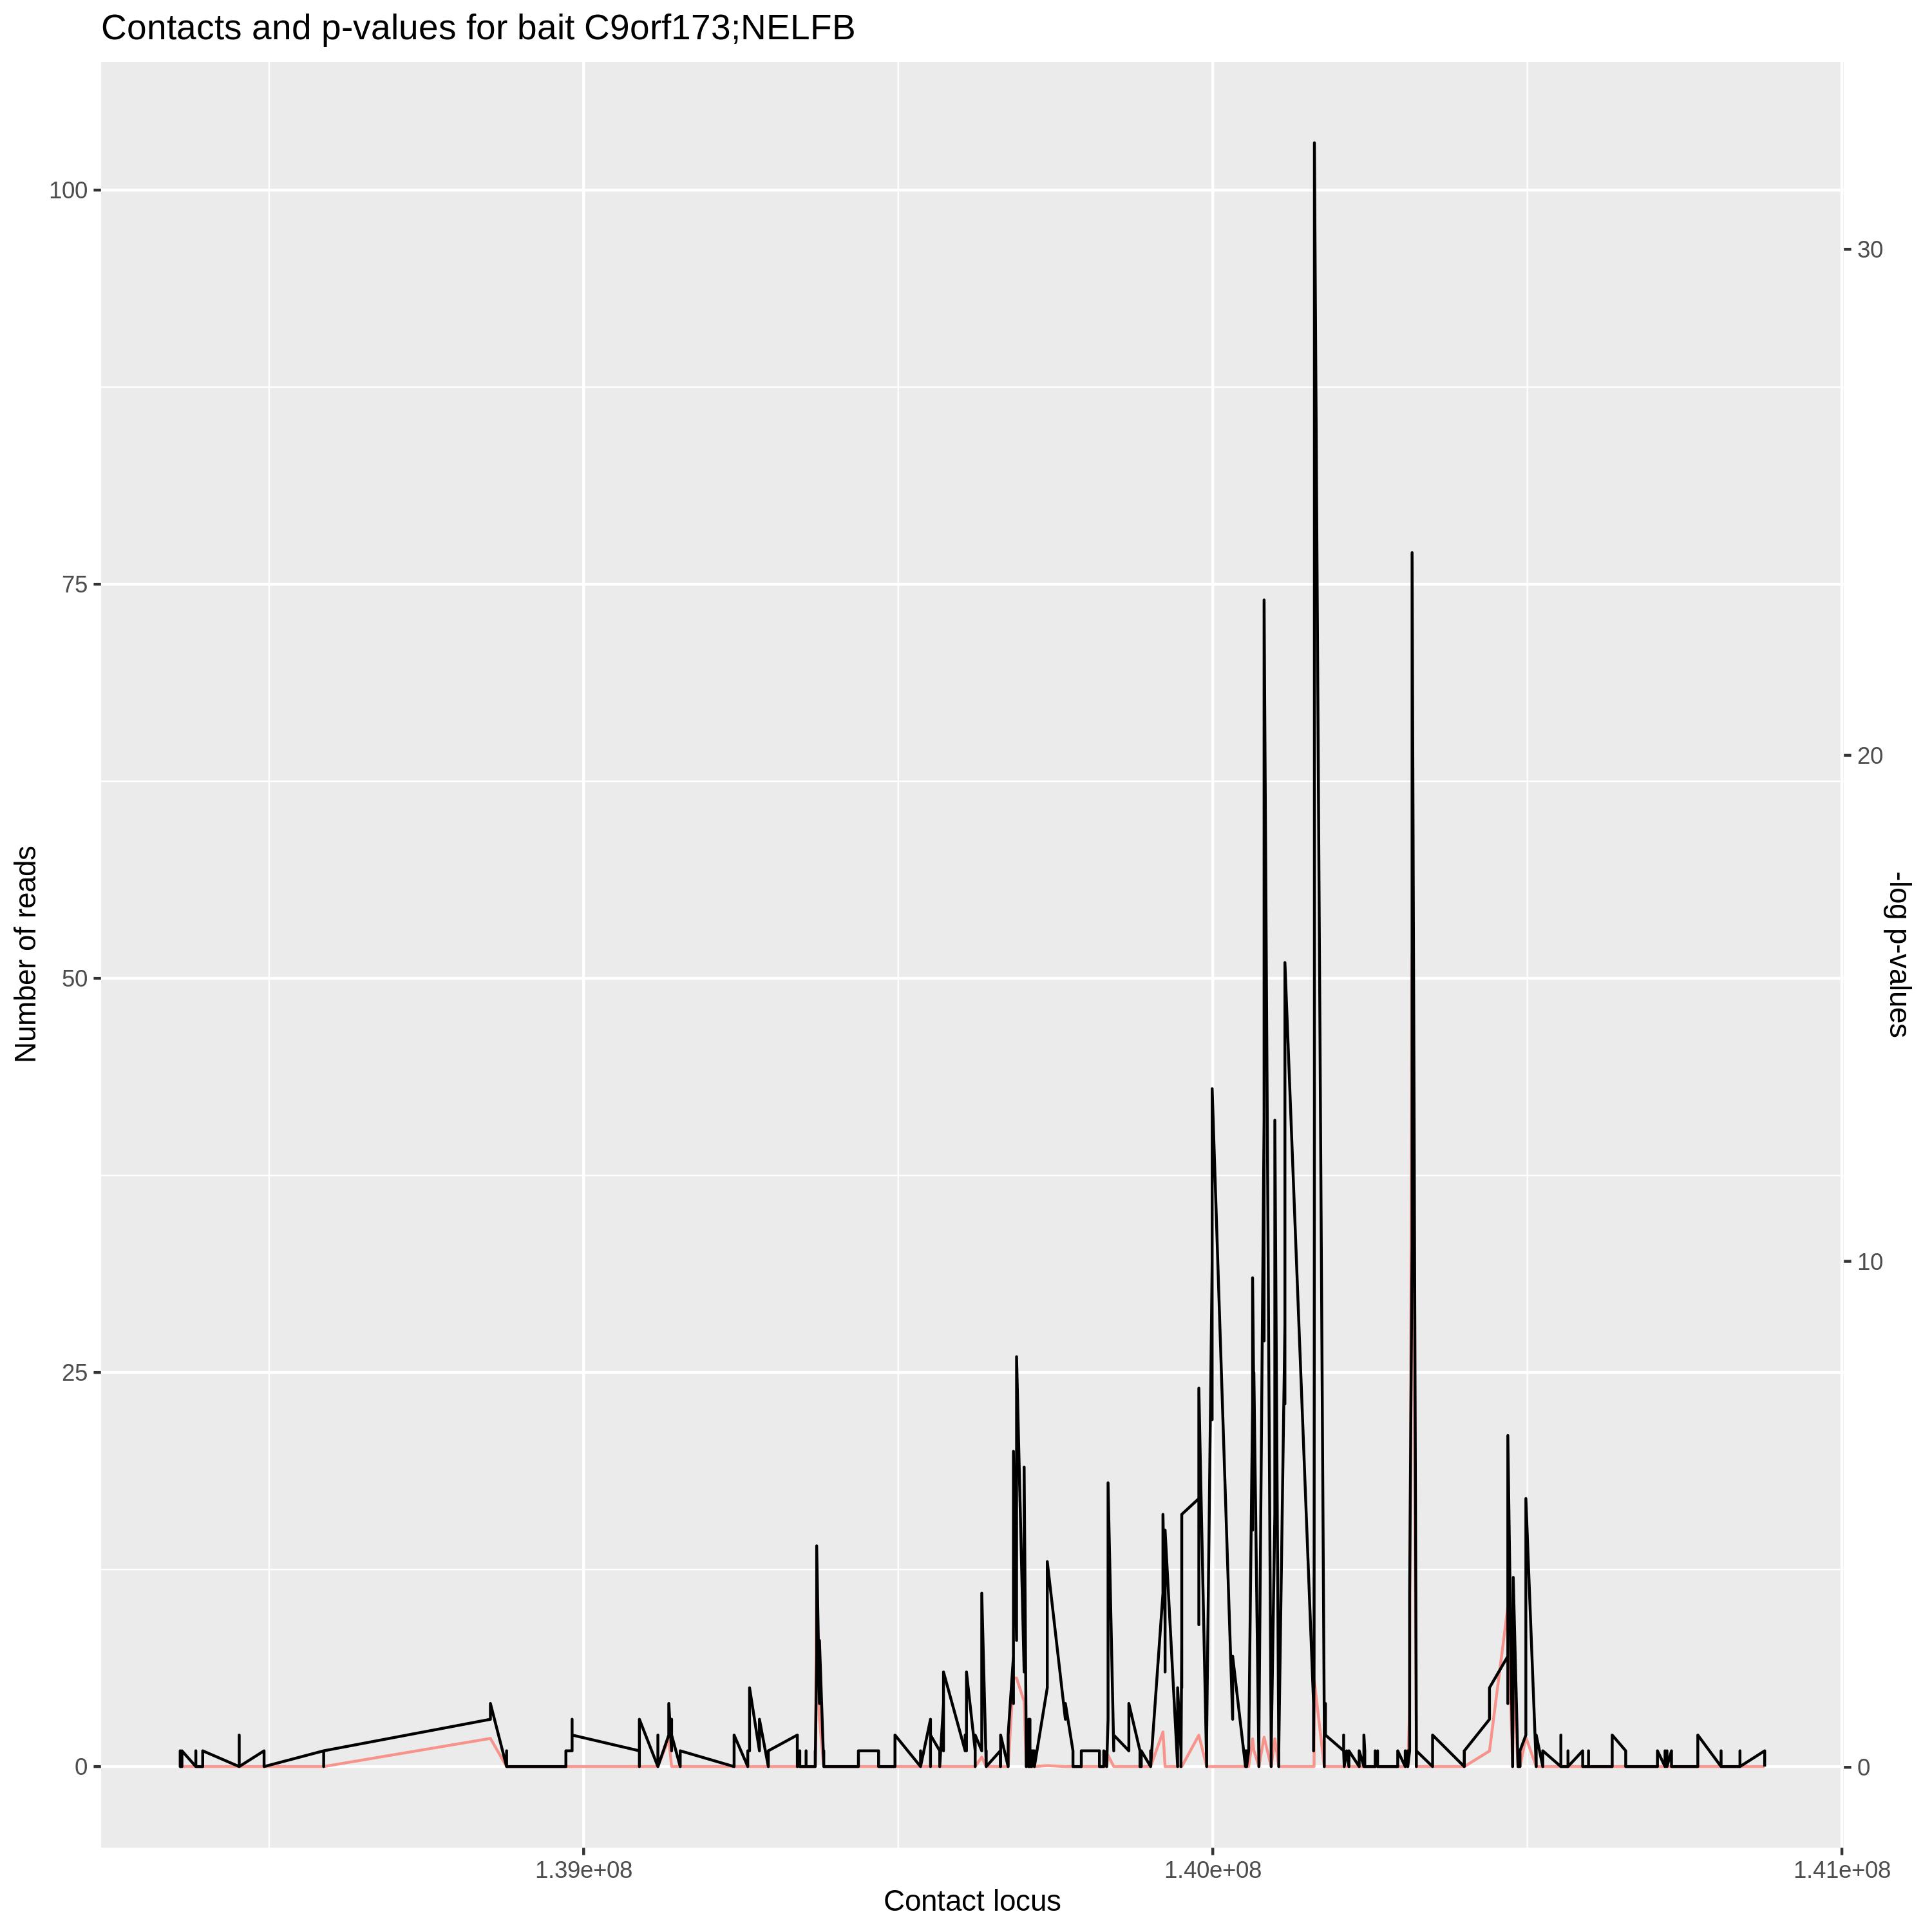 Contacts and p-values for bait C9orf173;NELFB
100
75
50
25
0
30
20
10
0
Number of reads
-log p-values
1.39e+08
1.40e+08
1.41e+08
Contact locus